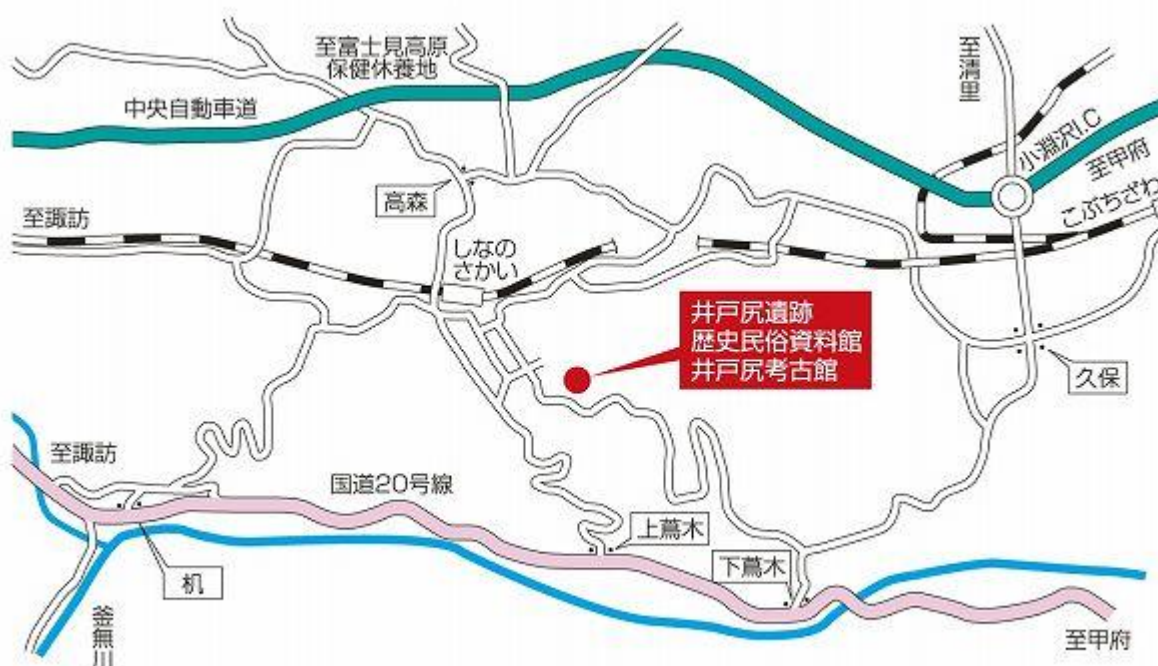 至富士見高原
保健休養地
至清里
中央自動車道
小淵沢I.C
至甲府
こぶちざわ
高森
至諏訪
しなの
さかい
井戸尻遺跡
歴史民俗資料館
井戸尻考古館
久保
至諏訪
国道20号線
上蔦木
下蔦木
机
釜無川
至甲府